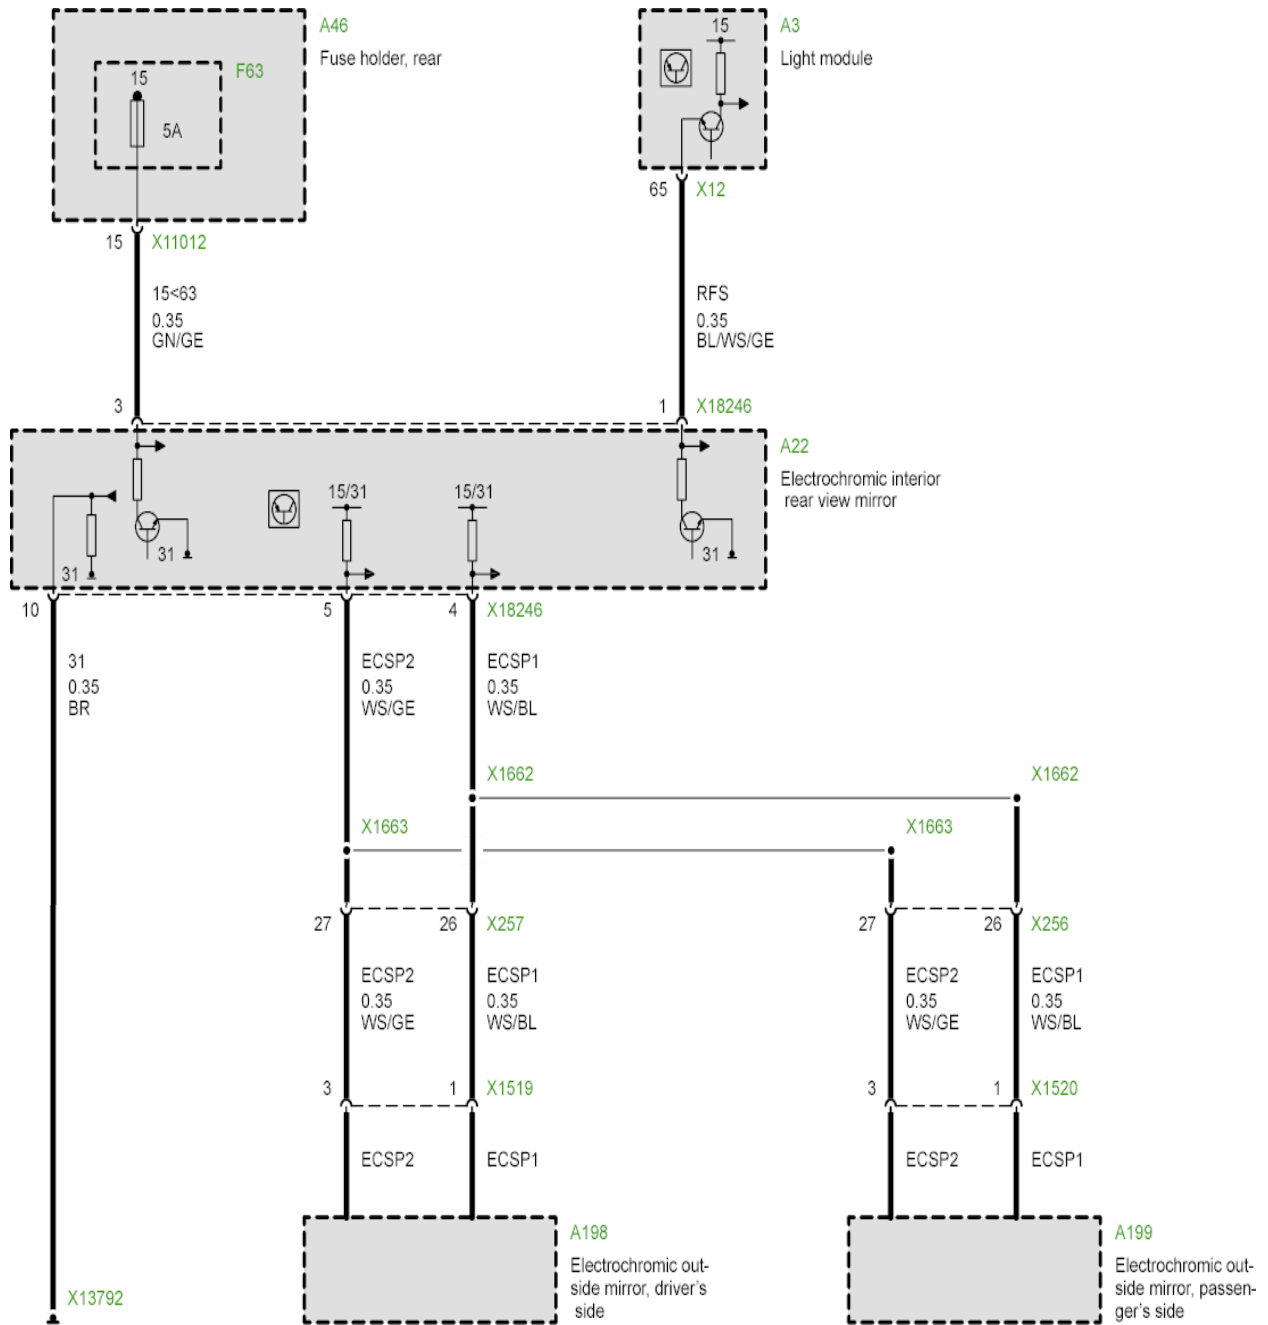 A46
Fuse holder, rear
F63
15
5A
A3
Light module
15
15 X11012
65 X12
15<63
0.35
GN/GE
RFS
0.35
BL/WS/GE
3
1 X18246
A22
Electrochromic interior
rear view mirror
15/31
15/31
31
31
31
10
5
4 X18246
31
0.35
BR
ECSP2
0.35
WS/GE
ECSP1
0.35
WS/BL
X1662
X1662
X1663
X1663
27
26 X257
27
26 X256
ECSP2
0.35
WS/GE
ECSP1
0.35
WS/BL
ECSP2
0.35
WS/GE
ECSP1
0.35
WS/BL
3
1 X1519
3
1 X1520
ECSP2
ECSP1
ECSP2
ECSP1
A198
Electrochromic out-
side mirror, driver's
side
A199
Electrochromic out-
side mirror, passen-
ger's side
X13792